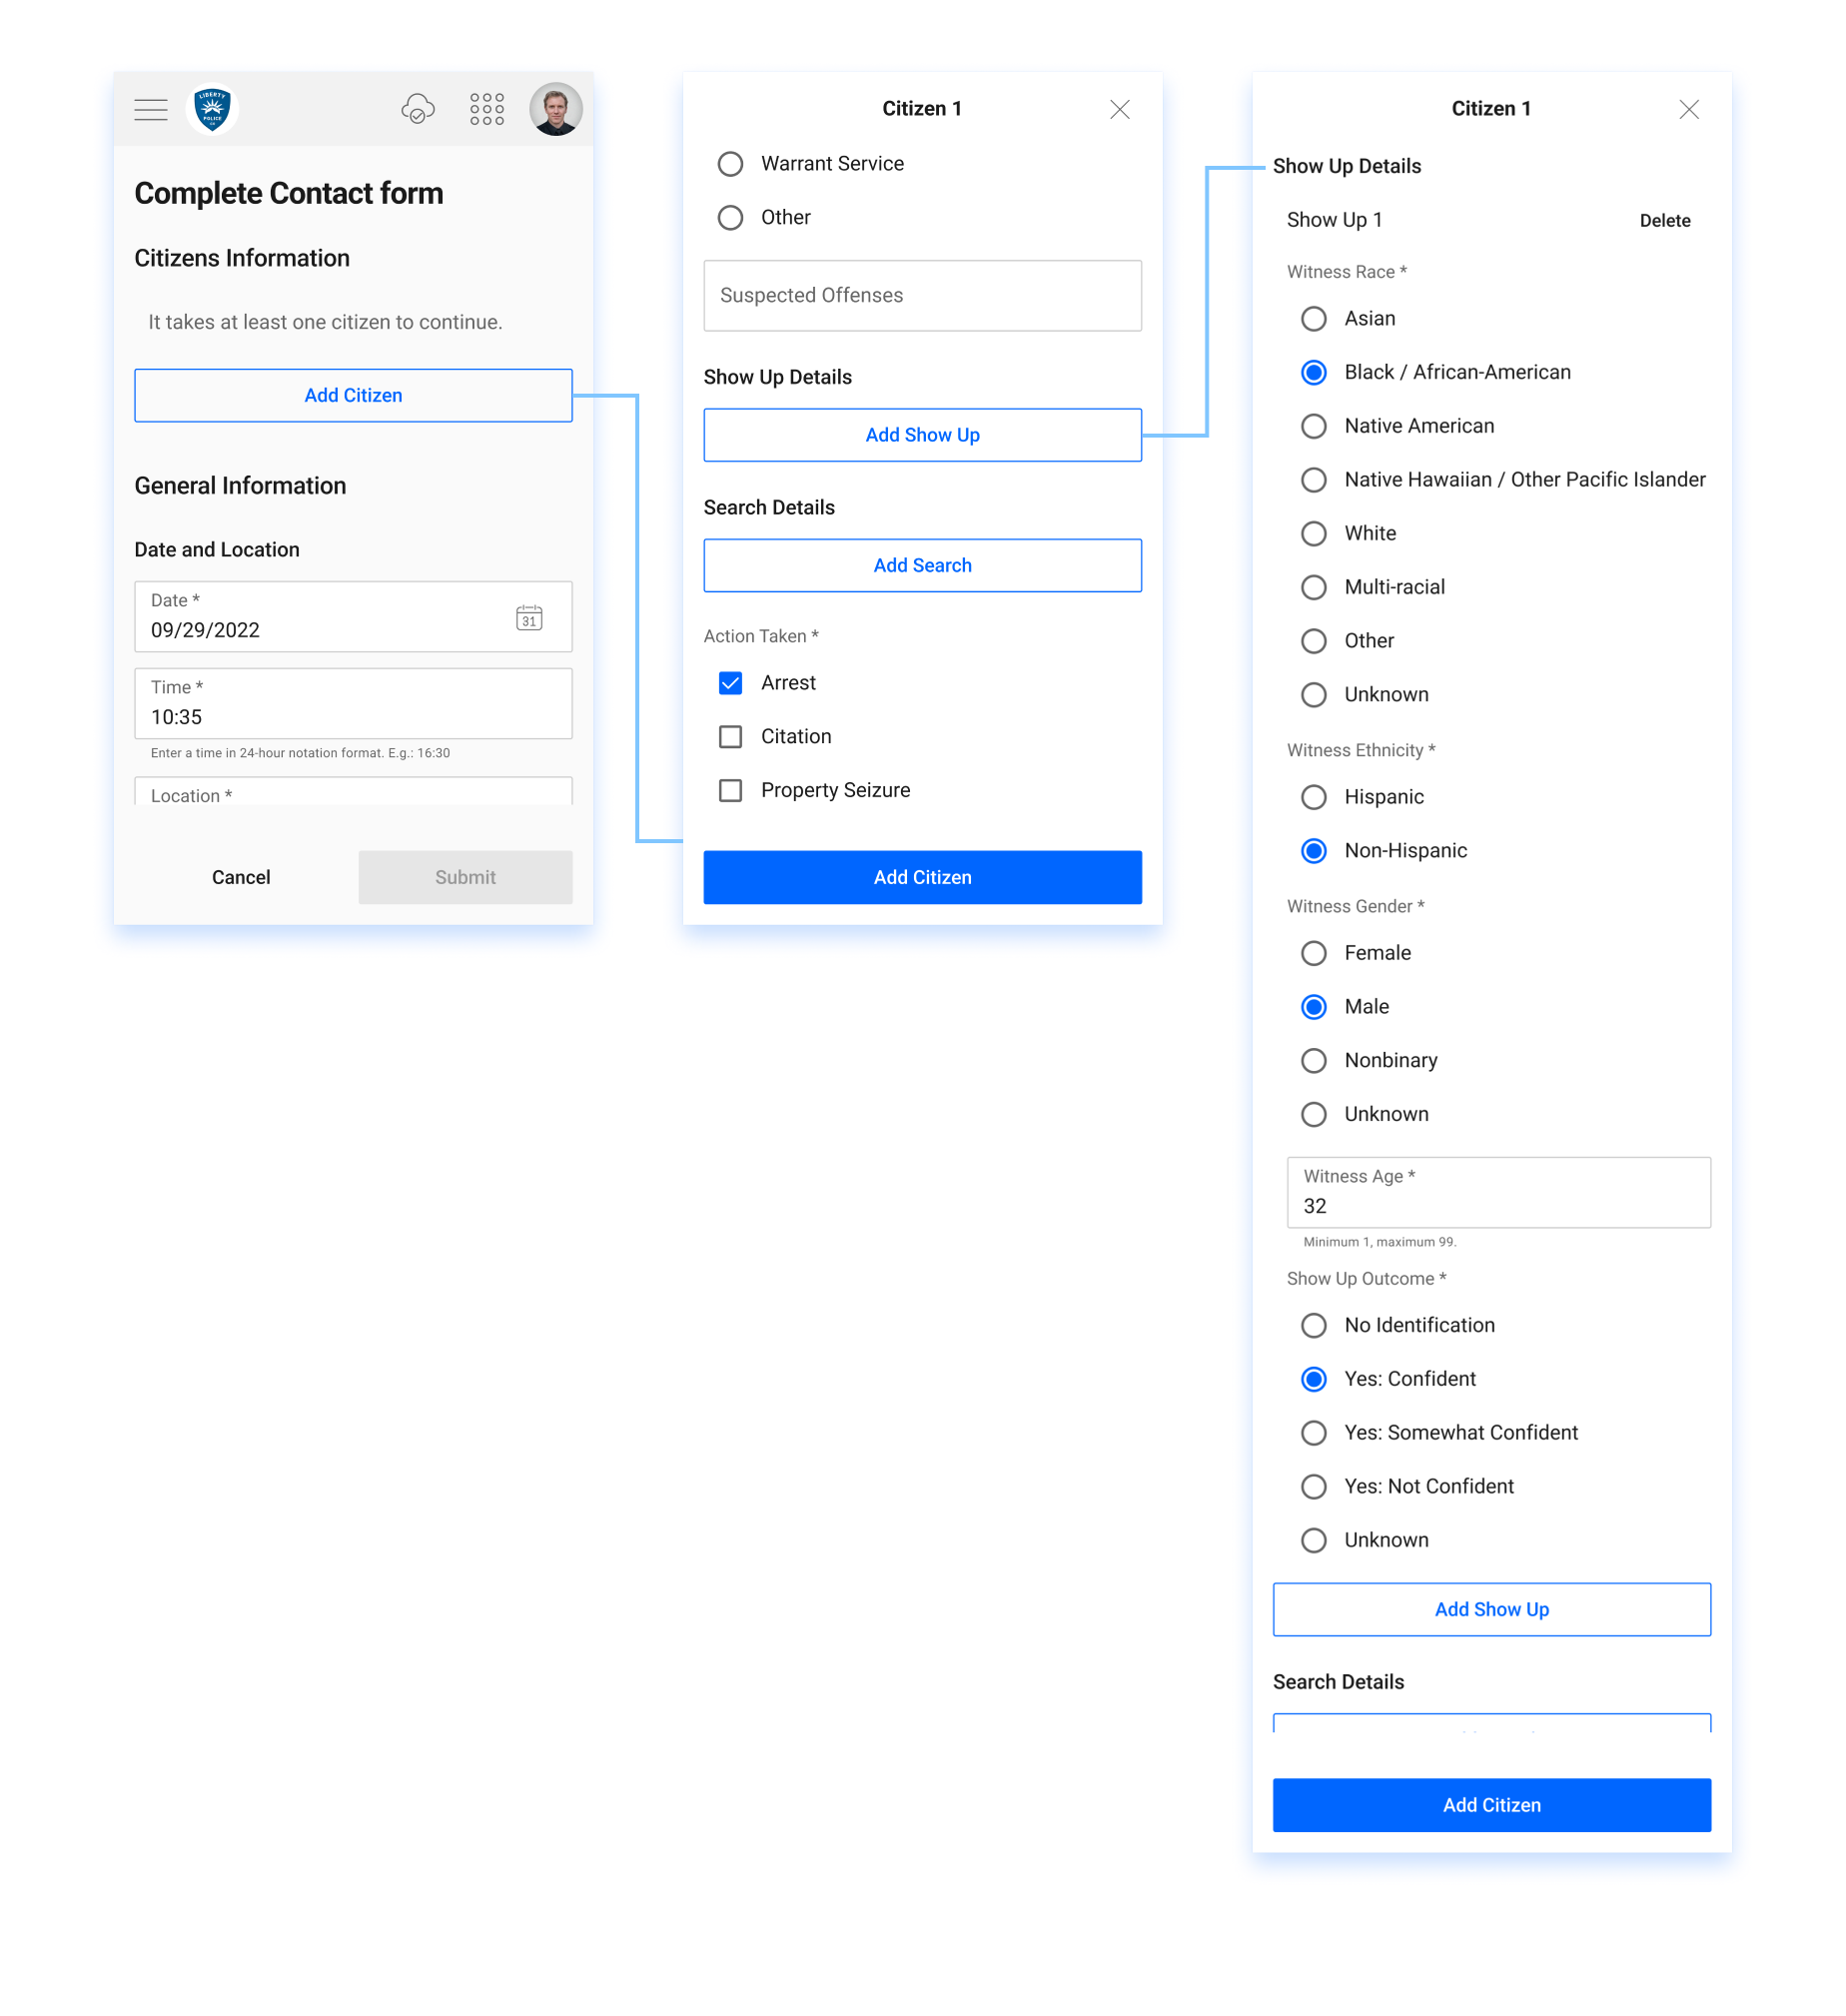 LIBERTY
POLICE
Complete Contact form
Citizens Information
It takes at least one citizen to continue.
Add Citizen
General Information
Date and Location
Date *
09/29/2022
31
Time *
10:35
Enter a time in 24-hour notation format. E.g.: 16:30
Location *
Cancel
Submit
Citizen 1
Warrant Service
Other
Suspected Offenses
Show Up Details
Add Show Up
Search Details
Add Search
Action Taken *
Arrest
Citation
Property Seizure
Add Citizen
Citizen 1
Show Up Details
Show Up 1
Delete
Witness Race *
Asian
Black / African-American
Native American
Native Hawaiian / Other Pacific Islander
White
Multi-racial
Other
Unknown
Witness Ethnicity *
Hispanic
Non-Hispanic
Witness Gender *
Female
Male
Nonbinary
Unknown
Witness Age *
32
Minimum 1, maximum 99.
Show Up Outcome *
No Identification
Yes: Confident
Yes: Somewhat Confident
Yes: Not Confident
Unknown
Add Show Up
Search Details
Add Citizen